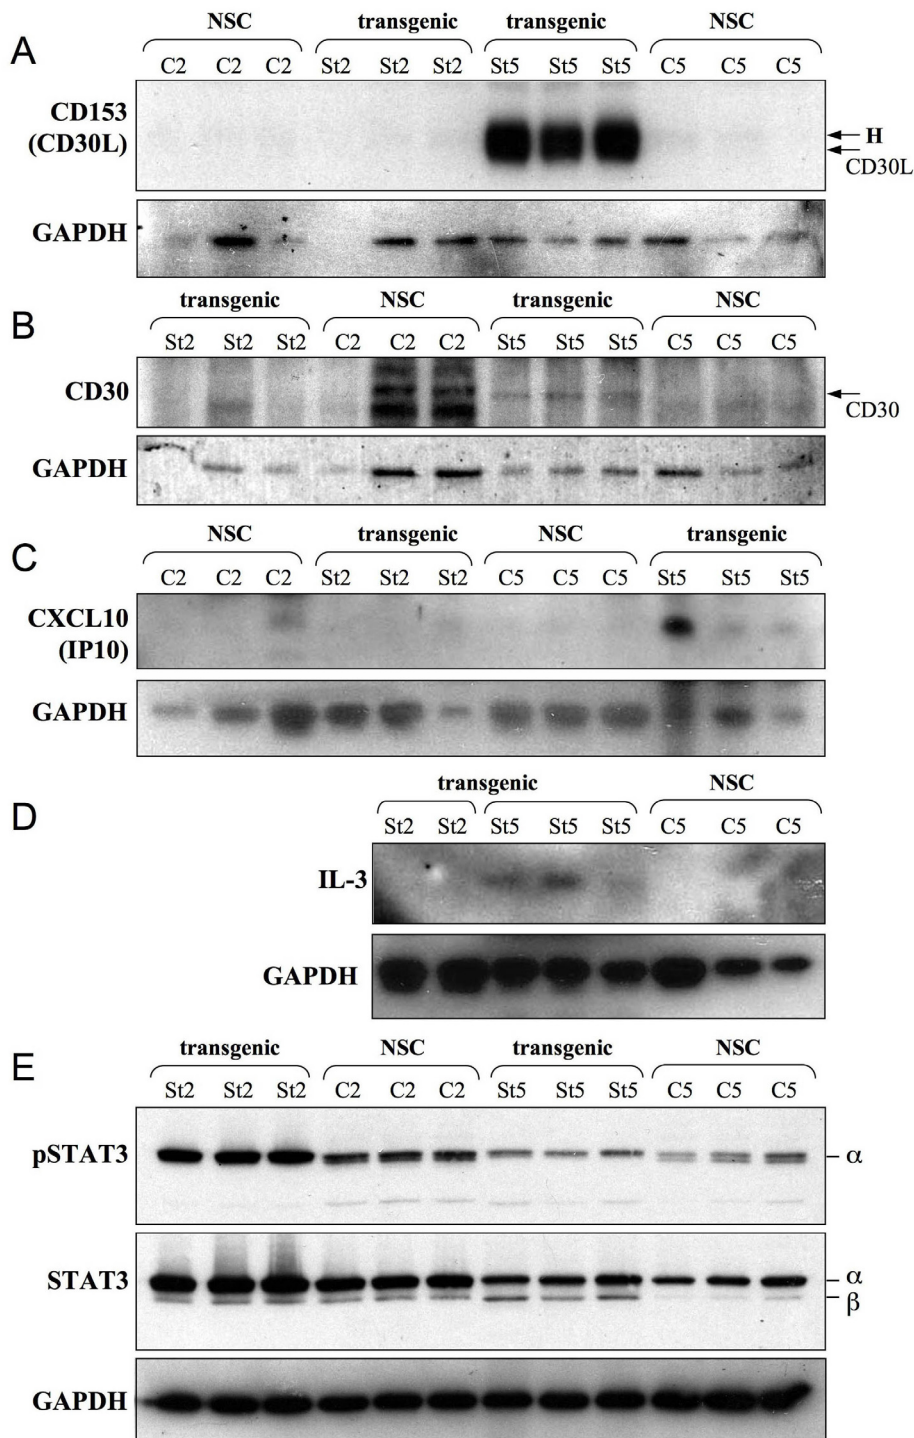 A
NSC transgenic transgenic NSC
C2 C2 C2 St2 St2 St2 St5 St5 St5 C5 C5 C5
CD153
(CD30L)
H
CD30L
GAPDH
B
transgenic NSC transgenic NSC
St2 St2 St2 C2 C2 C2 St5 St5 St5 C5 C5 C5
CD30
CD30
GAPDH
C
NSC transgenic NSC transgenic
C2 C2 C2 St2 St2 St2 C5 C5 C5 St5 St5 St5
CXCL10
(IP10)
GAPDH
D
transgenic NSC
St2 St2 St5 St5 St5 C5 C5 C5
IL-3
GAPDH
E
transgenic NSC transgenic NSC
St2 St2 St2 C2 C2 C2 St5 St5 St5 C5 C5 C5
pSTAT3 α
STAT3 α
β
GAPDH